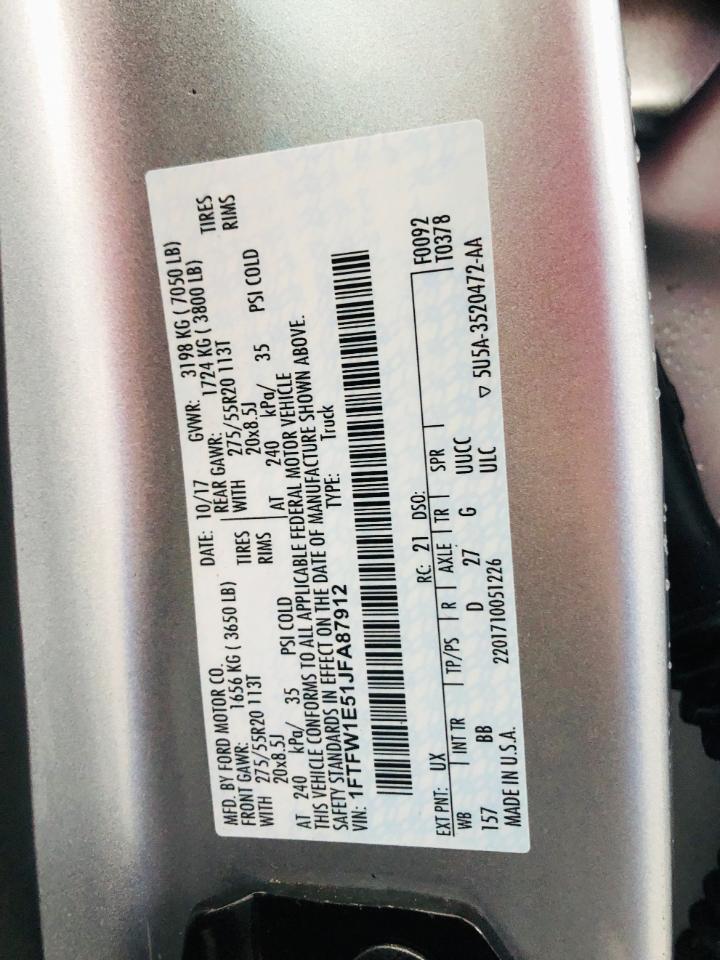 MFD. BY FORD MOTOR CO. DATE: 10/17 GVWR: 3198 KG ( 7050 LB)
FRONT GAWR: 1656 KG ( 3650 LB) REAR GAWR: 1724 KG ( 3800 LB)
WITH 275/55R20 113T TIRES WITH 275/55R20 113T TIRES
20x8.5J RIMS 20x8.5J RIMS
AT 240 kPa/ 35 PSI COLD AT 240 kPa/ 35 PSI COLD
THIS VEHICLE CONFORMS TO ALL APPLICABLE FEDERAL MOTOR VEHICLE
SAFETY STANDARDS IN EFFECT ON THE DATE OF MANUFACTURE SHOWN ABOVE.
VIN: 1FTFW1E51JFA87912 TYPE: Truck
EXT PNT: UX RC: 21 DSO: F0092
WB INT TR TP/PS R AXLE TR SPR T0378
157 BB D 27 G UUCC
ULC
MADE IN U.S.A. 2201710051226 ▽ 5U5A-3520472-AA